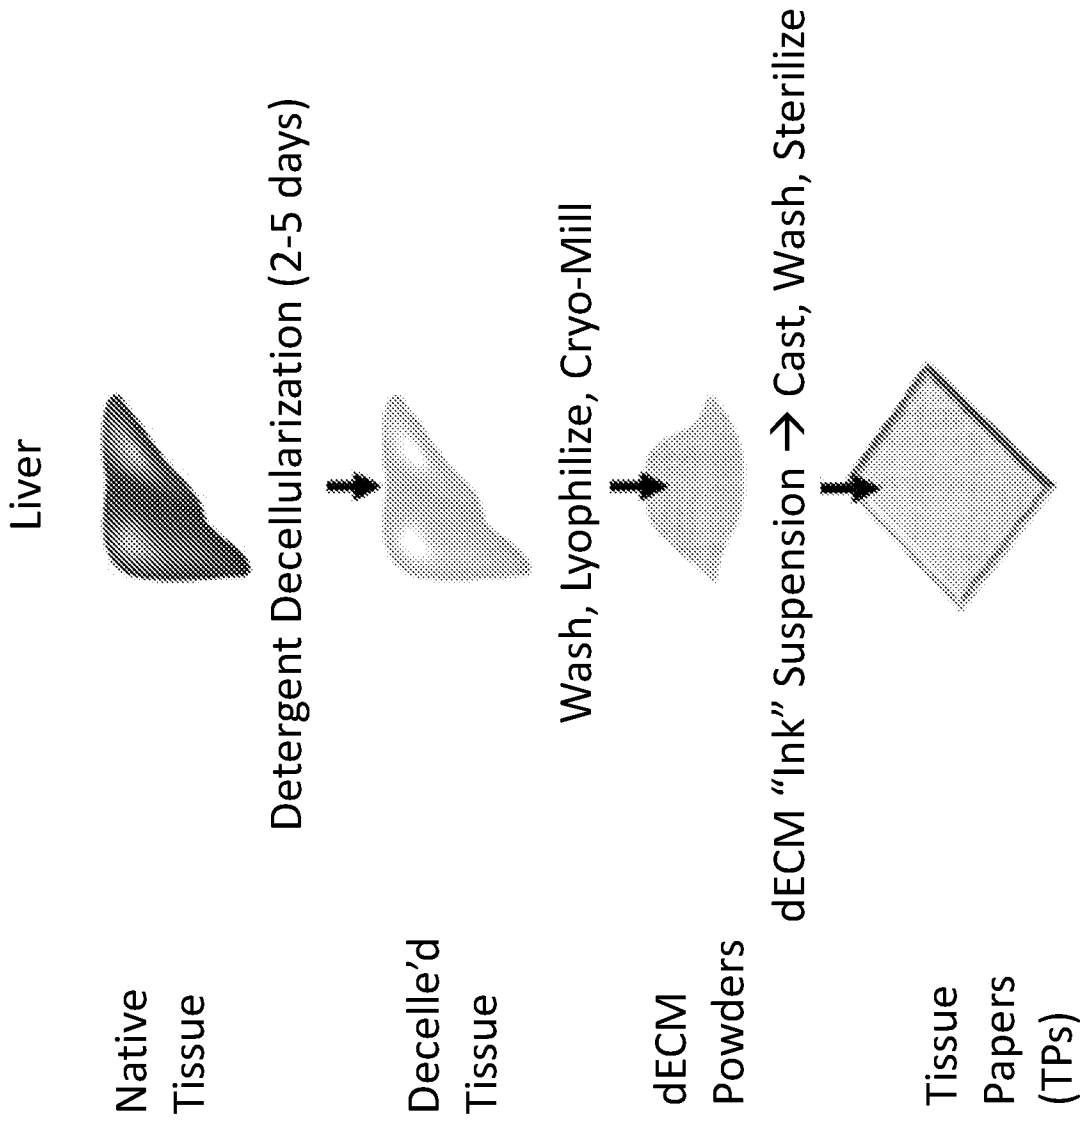 Liver
Native
Tissue
Detergent Decellularization (2-5 days)
Decelle’d
Tissue
Wash, Lyophilize, Cryo-Mill
dECM
Powders
dECM “Ink” Suspension → Cast, Wash, Sterilize
Tissue
Papers
(TPs)